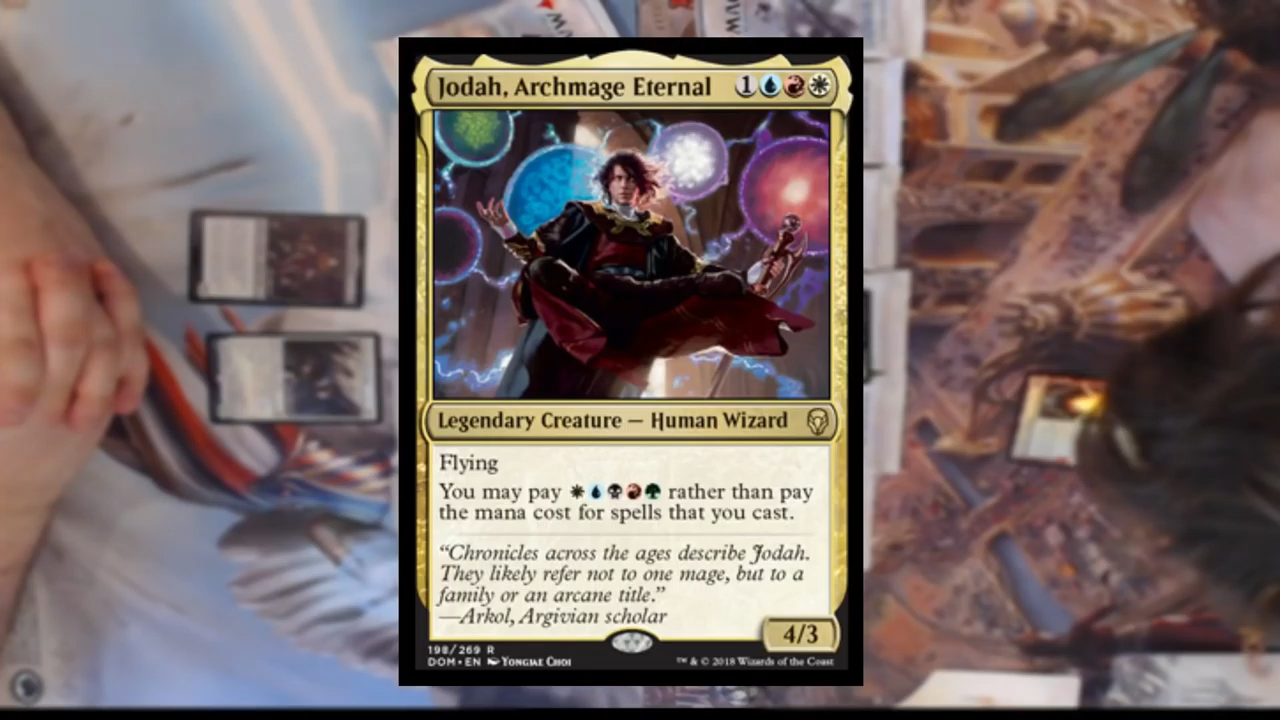 Jodah, Archmage Eternal 1
Legendary Creature — Human Wizard
Flying
You may pay rather than pay
the mana cost for spells that you cast.
“Chronicles across the ages describe Jodah.
They likely refer not to one mage, but to a
family or an arcane title.”
—Arkol, Argivian scholar
4/3
198/269 R
DOM • EN Yongjae Choi
™ & © 2018 Wizards of the Coast